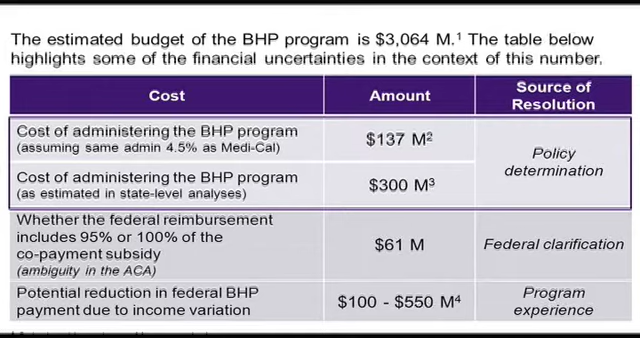 The estimated budget of the BHP program is $3,064 M.¹ The table below
highlights some of the financial uncertainties in the context of this number.
Cost Amount Source of
Resolution
Cost of administering the BHP program
(assuming same admin 4.5% as Medi-Cal)
$137 M²
Policy
determination
Cost of administering the BHP program
(as estimated in state-level analyses)
$300 M³
Whether the federal reimbursement
includes 95% or 100% of the
co-payment subsidy
(ambiguity in the ACA)
$61 M
Federal clarification
Potential reduction in federal BHP
payment due to income variation
$100 - $550 M⁴
Program
experience